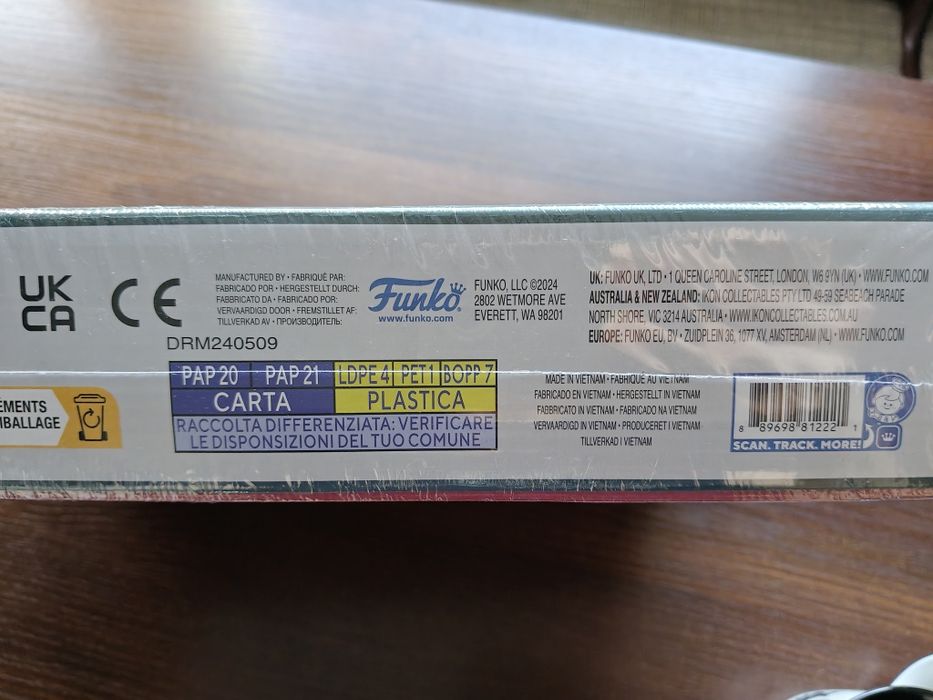 UK
CA
CE
MANUFACTURED BY • FABRIQUÉ PAR:
FABRICADO POR • HERGESTELLT DURCH:
FABBRICATO DA • FABRICADO POR:
VERVAARDIGD DOOR • FREMSTILLET AF:
TILLVERKAD AV • ПРОИЗВОДИТЕЛЬ:
Funko
www.funko.com
FUNKO, LLC ©2024
2802 WETMORE AVE
EVERETT, WA 98201
UK: FUNKO UK, LTD • 1 QUEEN CAROLINE STREET, LONDON, W6 9YN (UK) • WWW.FUNKO.COM
AUSTRALIA & NEW ZEALAND: IKON COLLECTABLES PTY LTD 49-59 SEABEACH PARADE
NORTH SHORE, VIC 3214 AUSTRALIA • WWW.IKONCOLLECTABLES.COM.AU
EUROPE: FUNKO EU, BV • ZUIDPLEIN 36, 1077 XV, AMSTERDAM (NL) • WWW.FUNKO.COM
DRM240509
PAP 20 PAP 21 LDPE 4 PET 1 BOPP 7
CARTA PLASTICA
RACCOLTA DIFFERENZIATA: VERIFICARE
LE DISPONSIZIONI DEL TUO COMUNE
ÉMENTS
MBALLAGE
MADE IN VIETNAM • FABRIQUÉ AU VIETNAM
FABRICADO EN VIETNAM • HERGESTELLT IN VIETNAM
FABBRICATO IN VIETNAM • FABRICADO NA VIETNAM
VERVAARDIGD IN VIETNAM • PRODUCERET I VIETNAM
TILLVERKAD I VIETNAM
8 89698 81222 1
SCAN. TRACK. MORE!